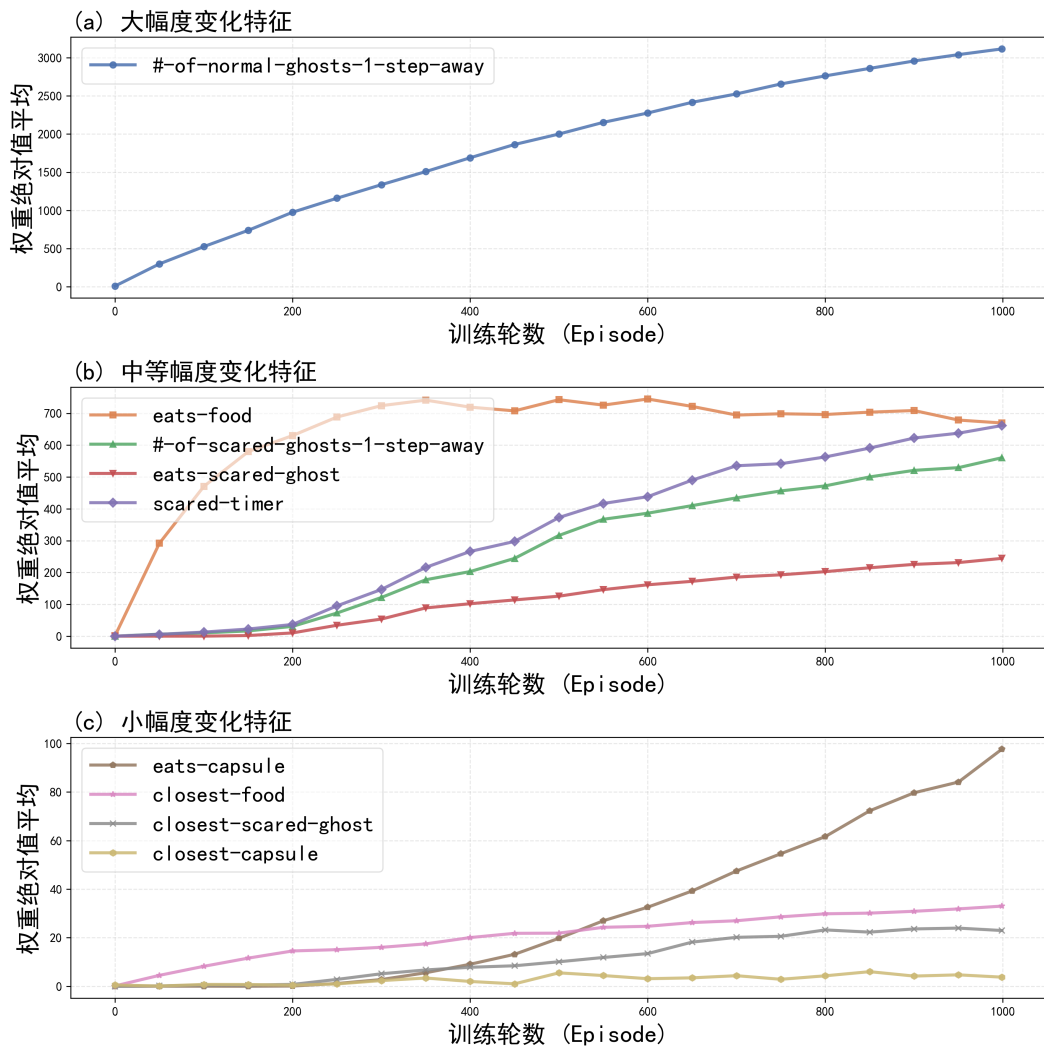 (a) 大幅度变化特征
#-of-normal-ghosts-1-step-away
3000
2500
2000
1500
1000
500
0
权重绝对值平均
0 200 400 600 800 1000
训练轮数 (Episode)
(b) 中等幅度变化特征
eats-food
#-of-scared-ghosts-1-step-away
eats-scared-ghost
scared-timer
700
600
500
400
300
200
100
0
权重绝对值平均
0 200 400 600 800 1000
训练轮数 (Episode)
(c) 小幅度变化特征
eats-capsule
closest-food
closest-scared-ghost
closest-capsule
100
80
60
40
20
0
权重绝对值平均
0 200 400 600 800 1000
训练轮数 (Episode)